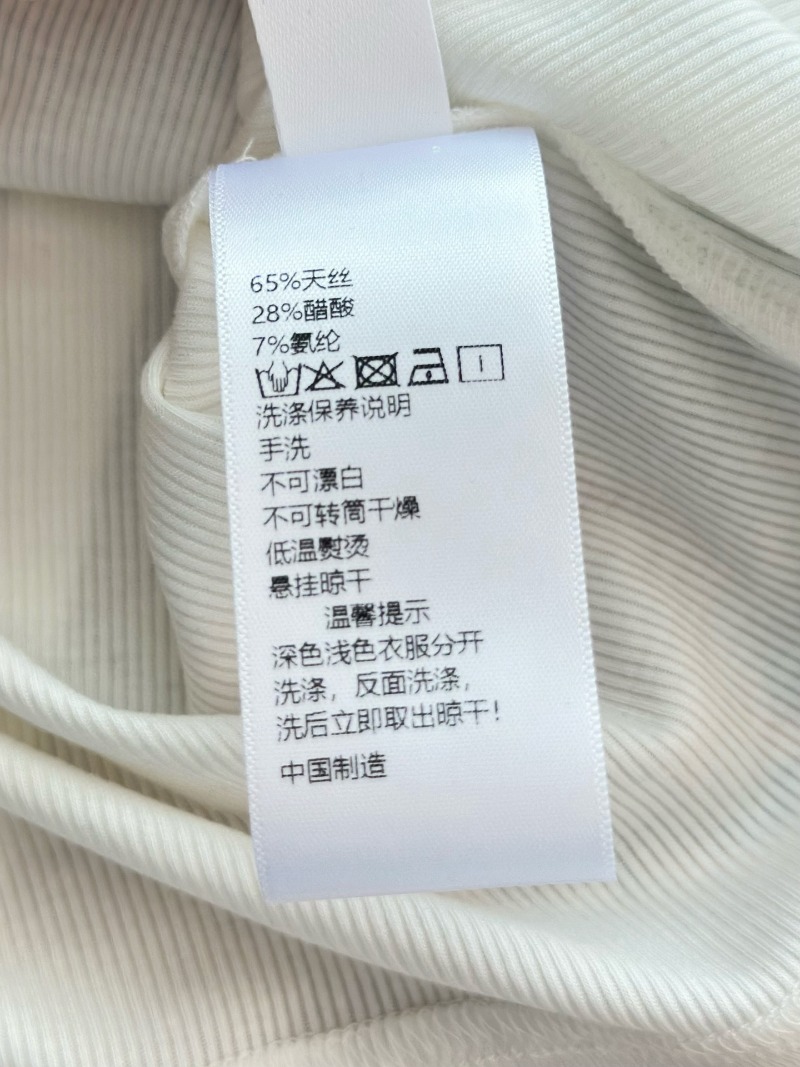 65%天丝
28%醋酸
7%氨纶
洗涤保养说明
手洗
不可漂白
不可转筒干燥
低温熨烫
悬挂晾干
温馨提示
深色浅色衣服分开
洗涤，反面洗涤，
洗后立即取出晾干！
中国制造